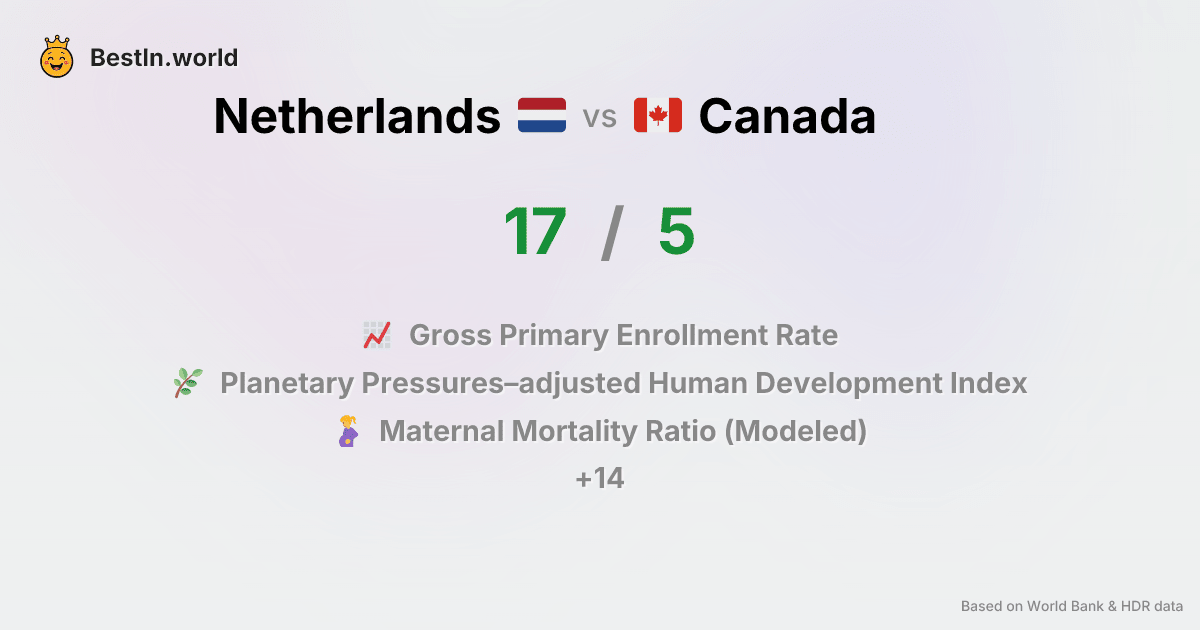 BestIn.world
Netherlands vs Canada
17 / 5
Gross Primary Enrollment Rate
Planetary Pressures–adjusted Human Development Index
Maternal Mortality Ratio (Modeled)
+14
Based on World Bank & HDR data